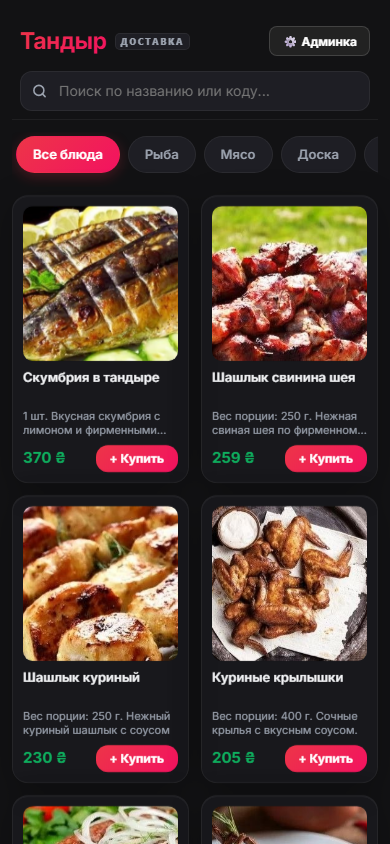 Тандыр ДОСТАВКА
Админка
Поиск по названию или коду...
Все блюда Рыба Мясо Доска
Скумбрия в тандыре
1 шт. Вкусная скумбрия с
лимоном и фирменными...
370 ₴ + Купить
Шашлык свинина шея
Вес порции: 250 г. Нежная
свиная шея по фирменном...
259 ₴ + Купить
Шашлык куриный
Вес порции: 250 г. Нежный
куриный шашлык с соусом
230 ₴ + Купить
Куриные крылышки
Вес порции: 400 г. Сочные
крылья с вкусным соусом.
205 ₴ + Купить